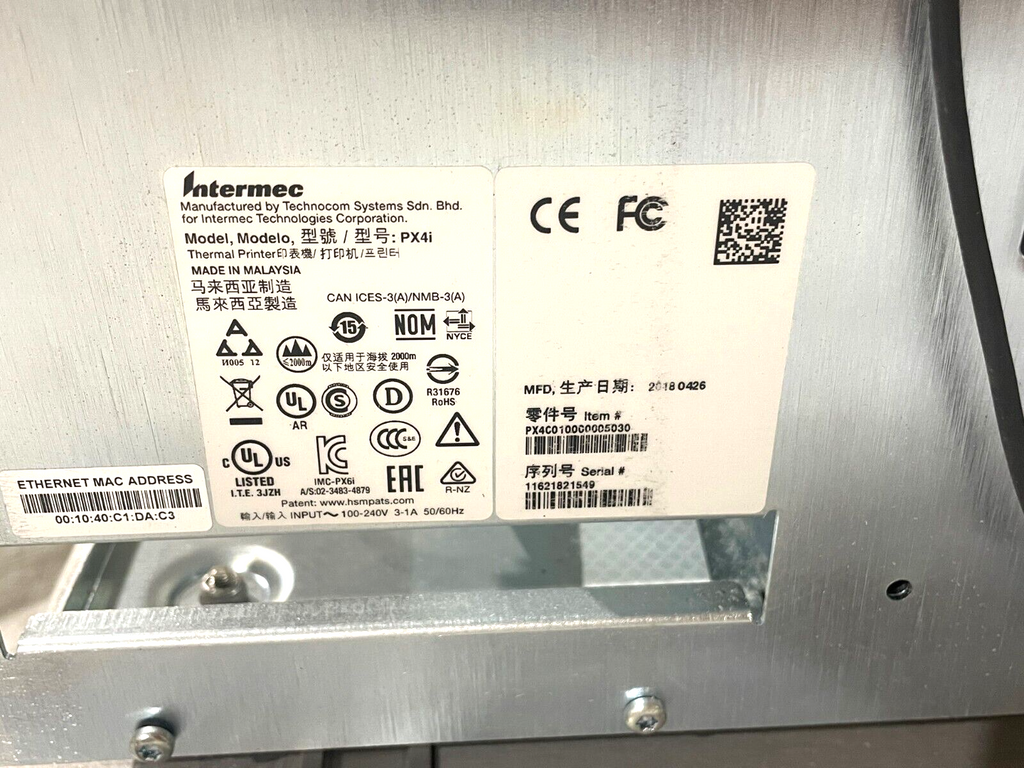 Intermec
Manufactured by Technocom Systems Sdn. Bhd.
for Intermec Technologies Corporation.
Model, Modelo, 型號 / 型号: PX4i
Thermal Printer印表機/ 打印机/프린터
MADE IN MALAYSIA
马来西亚制造
馬來西亞製造
CAN ICES-3(A)/NMB-3(A)
15
NOM
NYCE
И005 12
≤2000m
仅适用于海拔 2000m
以下地区安全使用
R31676
RoHS
UL
AR
S
D
CCC
S&E
C UL US
LISTED
I.T.E. 3JZH
KC
IMC-PX6i
A/S:02-3483-4879
EAC
R-NZ
Patent: www.hsmpats.com
輸入/输入 INPUT～100-240V 3-1A 50/60Hz
CE FC
MFD, 生产日期: 20180426
零件号 Item #
PX4C010000005030
序列号 Serial #
11621821549
ETHERNET MAC ADDRESS
00:10:40:C1:DA:C3